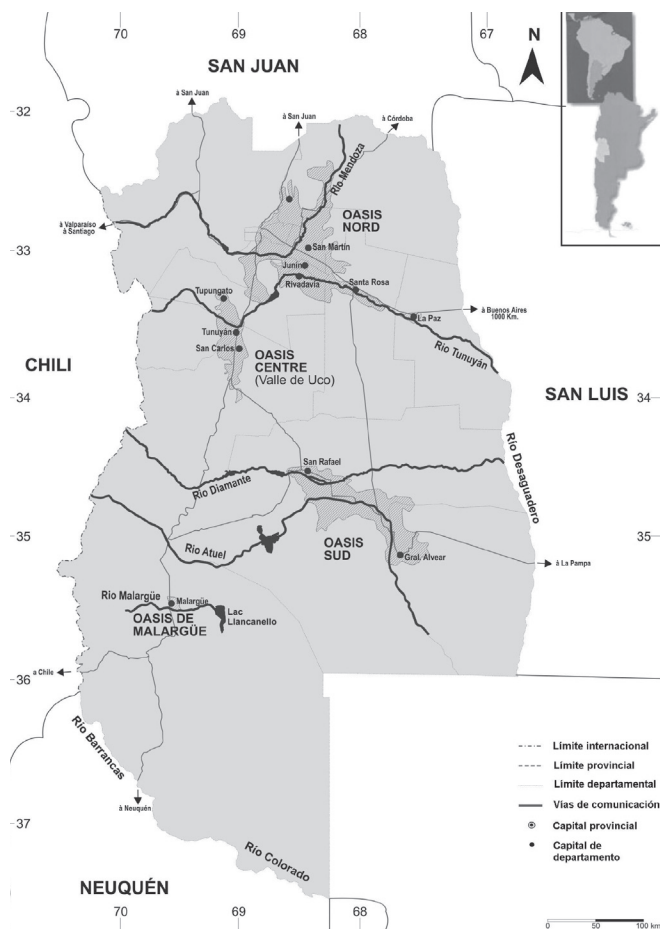 70
69
68
67
N
SAN JUAN
32
à San Juan
à San Juan
à Córdoba
Río Mendoza
à Valparaíso
à Santiago
OASIS
NORD
33
San Martín
Junín
Rivadavia
Santa Rosa
Tupungato
La Paz
à Buenos Aires
1000 Km.
Tunuyán
San Carlos
Río Tunuyán
CHILI
OASIS
CENTRE
(Valle de Uco)
SAN LUIS
34
34
San Rafael
Río Diamante
Río Desaguadero
35
35
Río Atuel
OASIS
SUD
Gral. Alvear
à La Pampa
Río Malargüe
Malargüe
OASIS DE
MALARGÜE
Lac
Llancanello
36
36
a Chile
Río Barrancas
à Neuquén
37
Río Colorado
NEUQUÉN
Límite internacional
Límite provincial
Límite departamental
Vías de comunicación
Capital provincial
Capital de
departamento
70
69
68
0
50
100 km